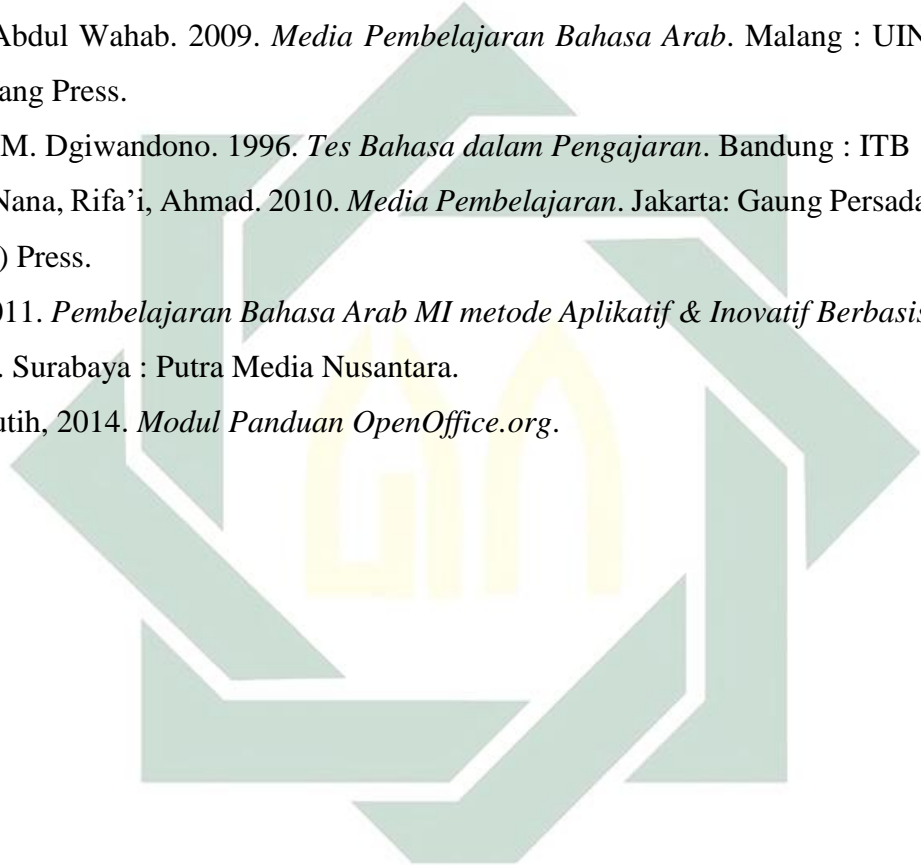 Abdul Wahab. 2009. Media Pembelajaran Bahasa Arab. Malang : UIN
ang Press.
M. Dgiwandono. 1996. Tes Bahasa dalam Pengajaran. Bandung : ITB
Nana, Rifa’i, Ahmad. 2010. Media Pembelajaran. Jakarta: Gaung Persada
) Press.
011. Pembelajaran Bahasa Arab MI metode Aplikatif & Inovatif Berbasis
. Surabaya : Putra Media Nusantara.
utih, 2014. Modul Panduan OpenOffice.org.